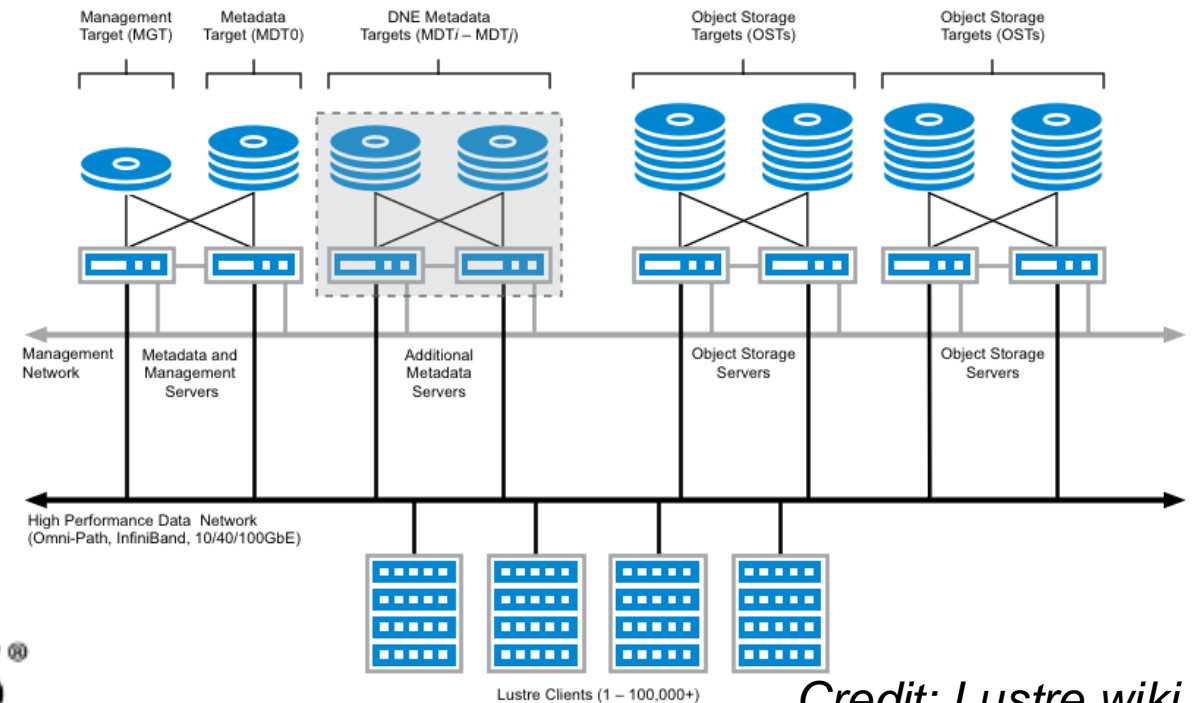 Management
Target (MGT)
Metadata
Target (MDT0)
DNE Metadata
Targets (MDTi – MDTj)
Object Storage
Targets (OSTs)
Object Storage
Targets (OSTs)
Management
Network
Metadata and
Management
Servers
Additional
Metadata
Servers
Object Storage
Servers
Object Storage
Servers
High Performance Data Network
(Omni-Path, InfiniBand, 10/40/100GbE)
®
Lustre Clients (1 – 100,000+)
Credit: Lustre wiki